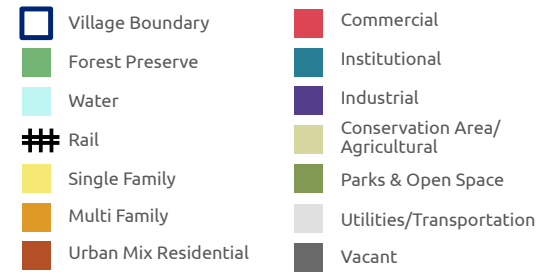 Village Boundary
Forest Preserve
Water
Rail
Single Family
Multi Family
Urban Mix Residential
Commercial
Institutional
Industrial
Conservation Area/
Agricultural
Parks & Open Space
Utilities/Transportation
Vacant